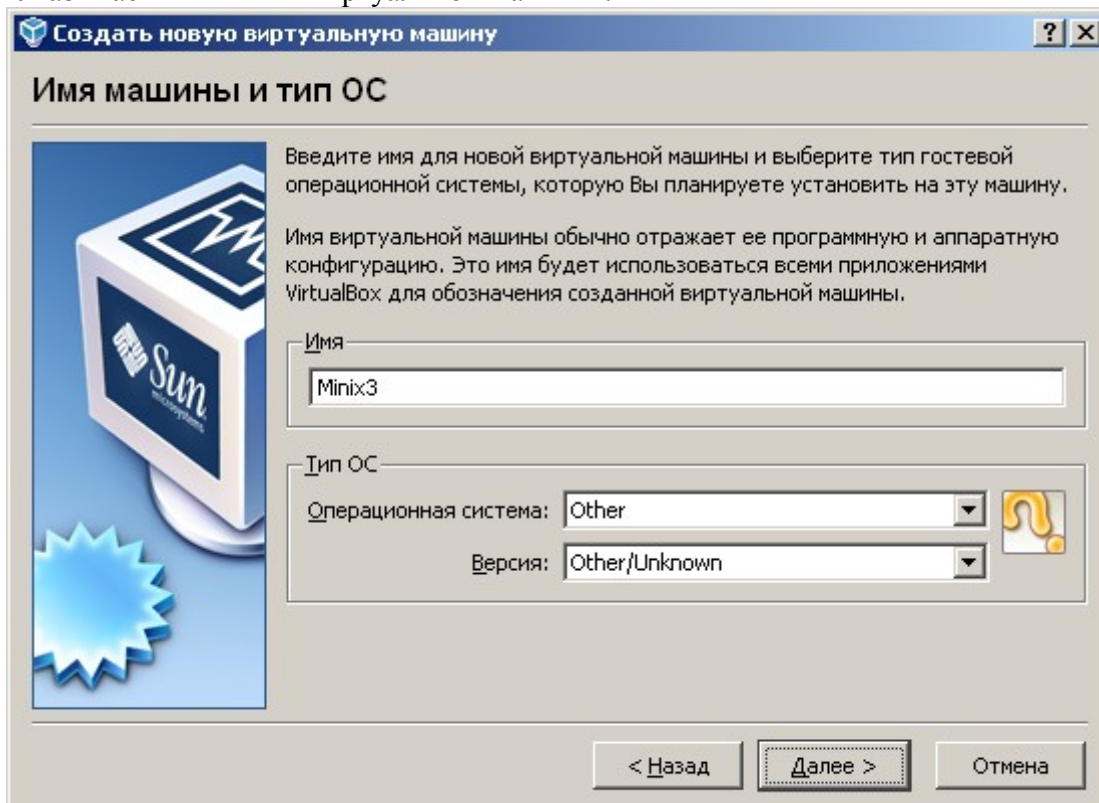 Создать новую виртуальную машину
Имя машины и тип ОС
Введите имя для новой виртуальной машины и выберите тип гостевой
операционной системы, которую Вы планируете установить на эту машину.
Имя виртуальной машины обычно отражает ее программную и аппаратную
конфигурацию. Это имя будет использоваться всеми приложениями
VirtualBox для обозначения созданной виртуальной машины.
Имя
Minix3
Sun
microsystems
Тип ОС
Операционная система: Other
Версия: Other/Unknown
< Назад Далее > Отмена